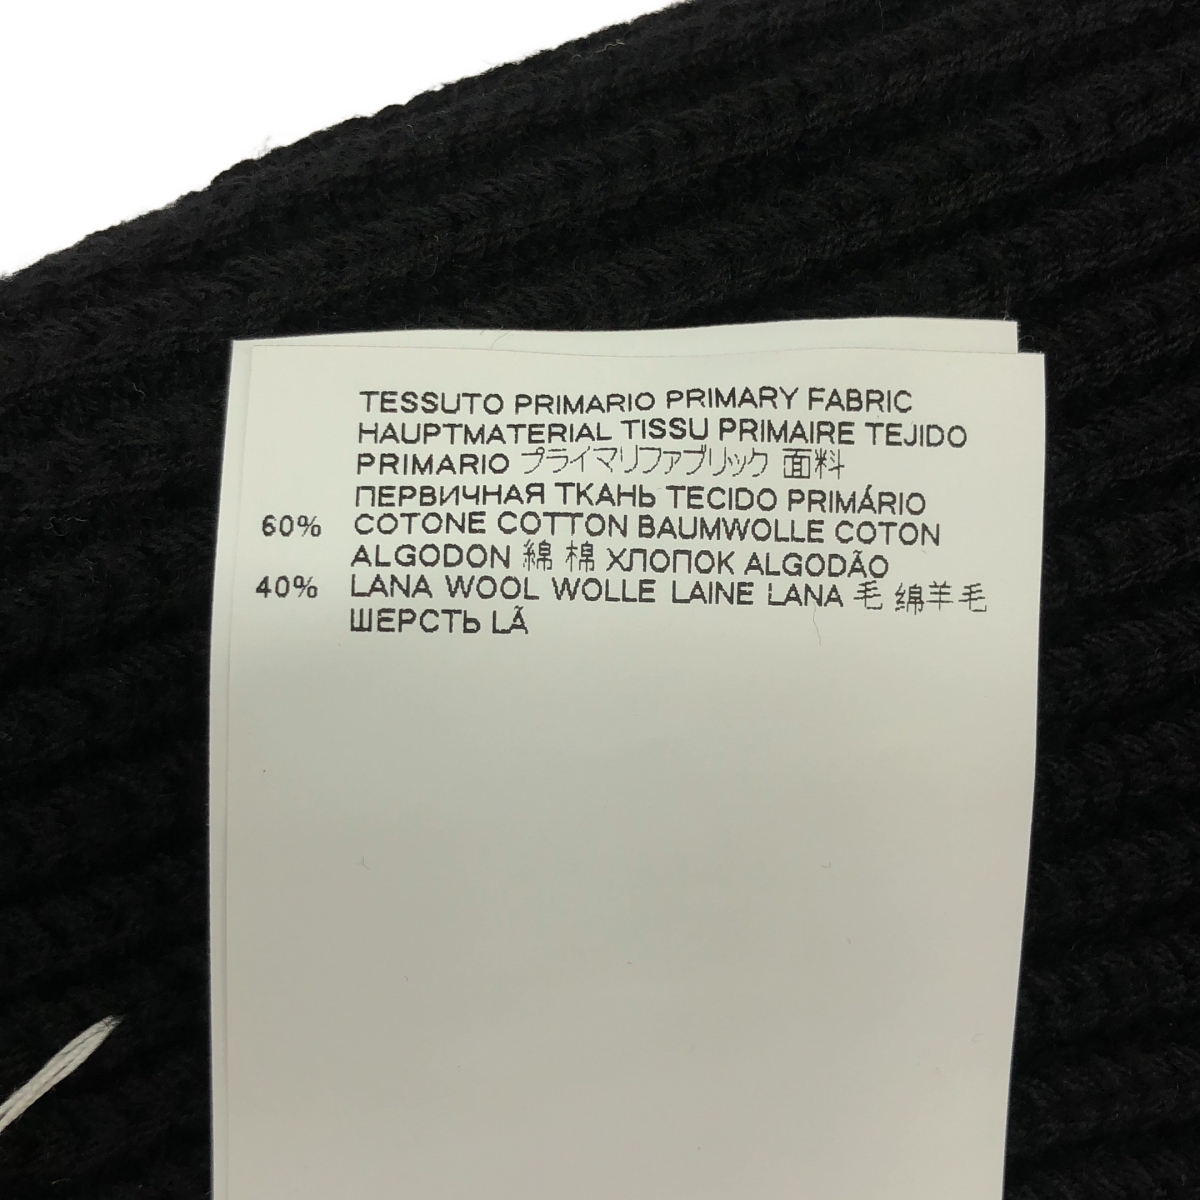 TESSUTO PRIMARIO PRIMARY FABRIC
HAUPTMATERIAL TISSU PRIMAIRE TEJIDO
PRIMARIO プライマリファブリック 面料
ПЕРВИЧНАЯ ТКАНЬ TECIDO PRIMÁRIO
60% COTONE COTTON BAUMWOLLE COTON
ALGODON 綿 棉 ХЛОПОК ALGODÃO
40% LANA WOOL WOLLE LAINE LANA 毛 绵羊毛
ШЕРСТЬ LÃ